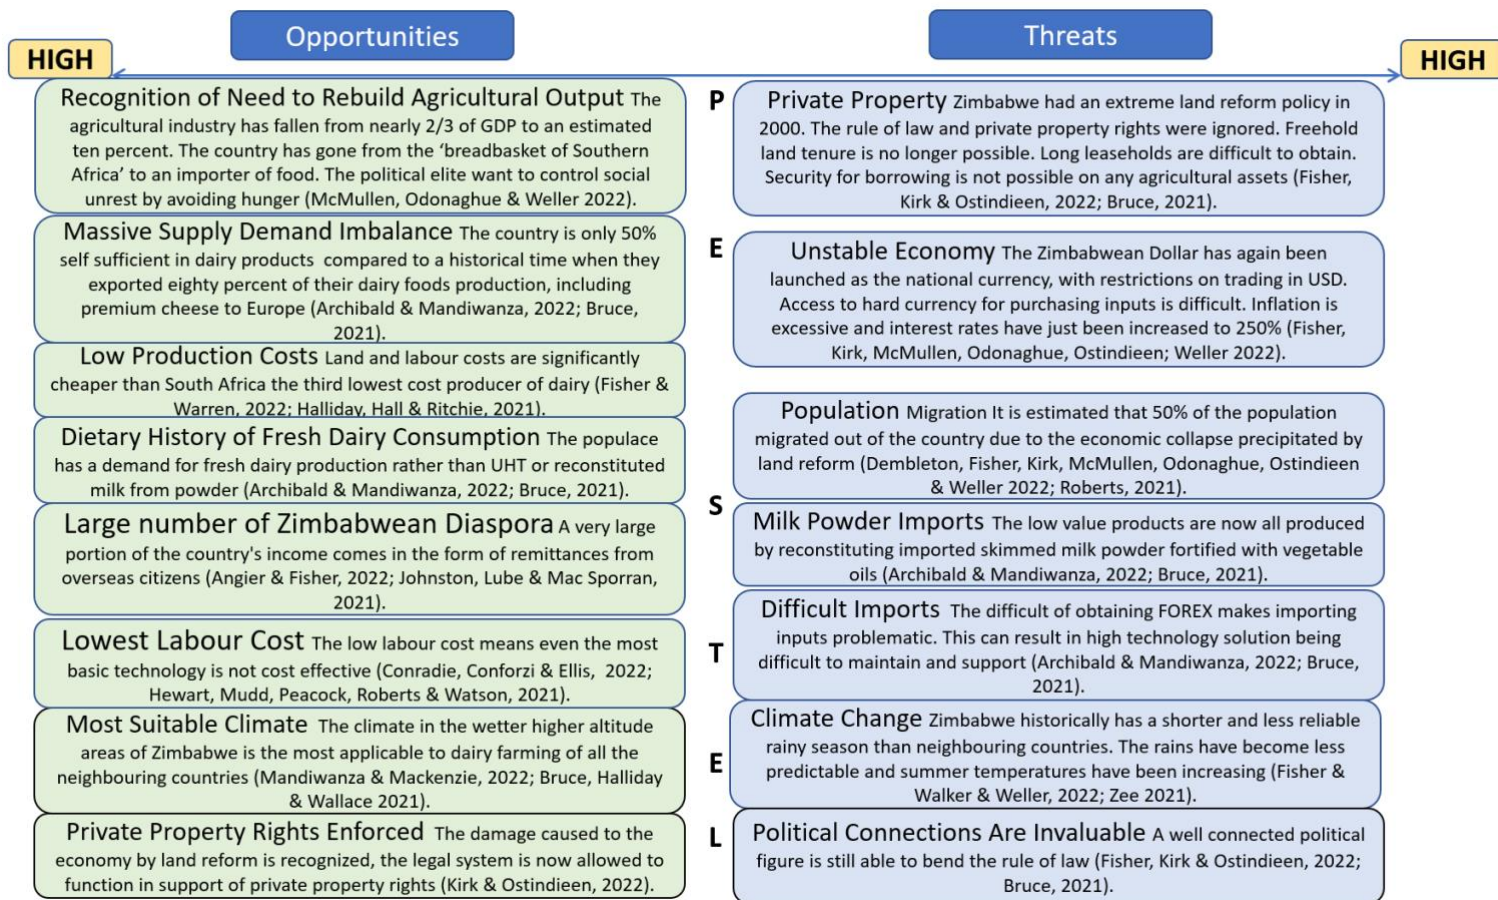 Opportunities
Threats
HIGH
HIGH
Recognition of Need to Rebuild Agricultural Output The
agricultural industry has fallen from nearly 2/3 of GDP to an estimated
ten percent. The country has gone from the ‘breadbasket of Southern
Africa’ to an importer of food. The political elite want to control social
unrest by avoiding hunger (McMullen, Odonaghue & Weller 2022).
Massive Supply Demand Imbalance The country is only 50%
self sufficient in dairy products compared to a historical time when they
exported eighty percent of their dairy foods production, including
premium cheese to Europe (Archibald & Mandiwanza, 2022; Bruce,
2021).
Low Production Costs Land and labour costs are significantly
cheaper than South Africa the third lowest cost producer of dairy (Fisher &
Warren, 2022; Halliday, Hall & Ritchie, 2021).
Dietary History of Fresh Dairy Consumption The populace
has a demand for fresh dairy production rather than UHT or reconstituted
milk from powder (Archibald & Mandiwanza, 2022; Bruce, 2021).
Large number of Zimbabwean Diaspora A very large
portion of the country's income comes in the form of remittances from
overseas citizens (Angier & Fisher, 2022; Johnston, Lube & Mac Sporran,
2021).
Lowest Labour Cost The low labour cost means even the most
basic technology is not cost effective (Conradie, Conforzi & Ellis, 2022;
Hewart, Mudd, Peacock, Roberts & Watson, 2021).
Most Suitable Climate The climate in the wetter higher altitude
areas of Zimbabwe is the most applicable to dairy farming of all the
neighbouring countries (Mandiwanza & Mackenzie, 2022; Bruce, Halliday
& Wallace 2021).
Private Property Rights Enforced The damage caused to the
economy by land reform is recognized, the legal system is now allowed to
function in support of private property rights (Kirk & Ostindieen, 2022).
P
E
S
T
E
L
Private Property Zimbabwe had an extreme land reform policy in
2000. The rule of law and private property rights were ignored. Freehold
land tenure is no longer possible. Long leaseholds are difficult to obtain.
Security for borrowing is not possible on any agricultural assets (Fisher,
Kirk & Ostindieen, 2022; Bruce, 2021).
Unstable Economy The Zimbabwean Dollar has again been
launched as the national currency, with restrictions on trading in USD.
Access to hard currency for purchasing inputs is difficult. Inflation is
excessive and interest rates have just been increased to 250% (Fisher,
Kirk, McMullen, Odonaghue, Ostindieen; Weller 2022).
Population Migration It is estimated that 50% of the population
migrated out of the country due to the economic collapse precipitated by
land reform (Dembleton, Fisher, Kirk, McMullen, Odonaghue, Ostindieen
& Weller 2022; Roberts, 2021).
Milk Powder Imports The low value products are now all produced
by reconstituting imported skimmed milk powder fortified with vegetable
oils (Archibald & Mandiwanza, 2022; Bruce, 2021).
Difficult Imports The difficult of obtaining FOREX makes importing
inputs problematic. This can result in high technology solution being
difficult to maintain and support (Archibald & Mandiwanza, 2022; Bruce,
2021).
Climate Change Zimbabwe historically has a shorter and less reliable
rainy season than neighbouring countries. The rains have become less
predictable and summer temperatures have been increasing (Fisher &
Walker & Weller, 2022; Zee 2021).
Political Connections Are Invaluable A well connected political
figure is still able to bend the rule of law (Fisher, Kirk & Ostindieen, 2022;
Bruce, 2021).